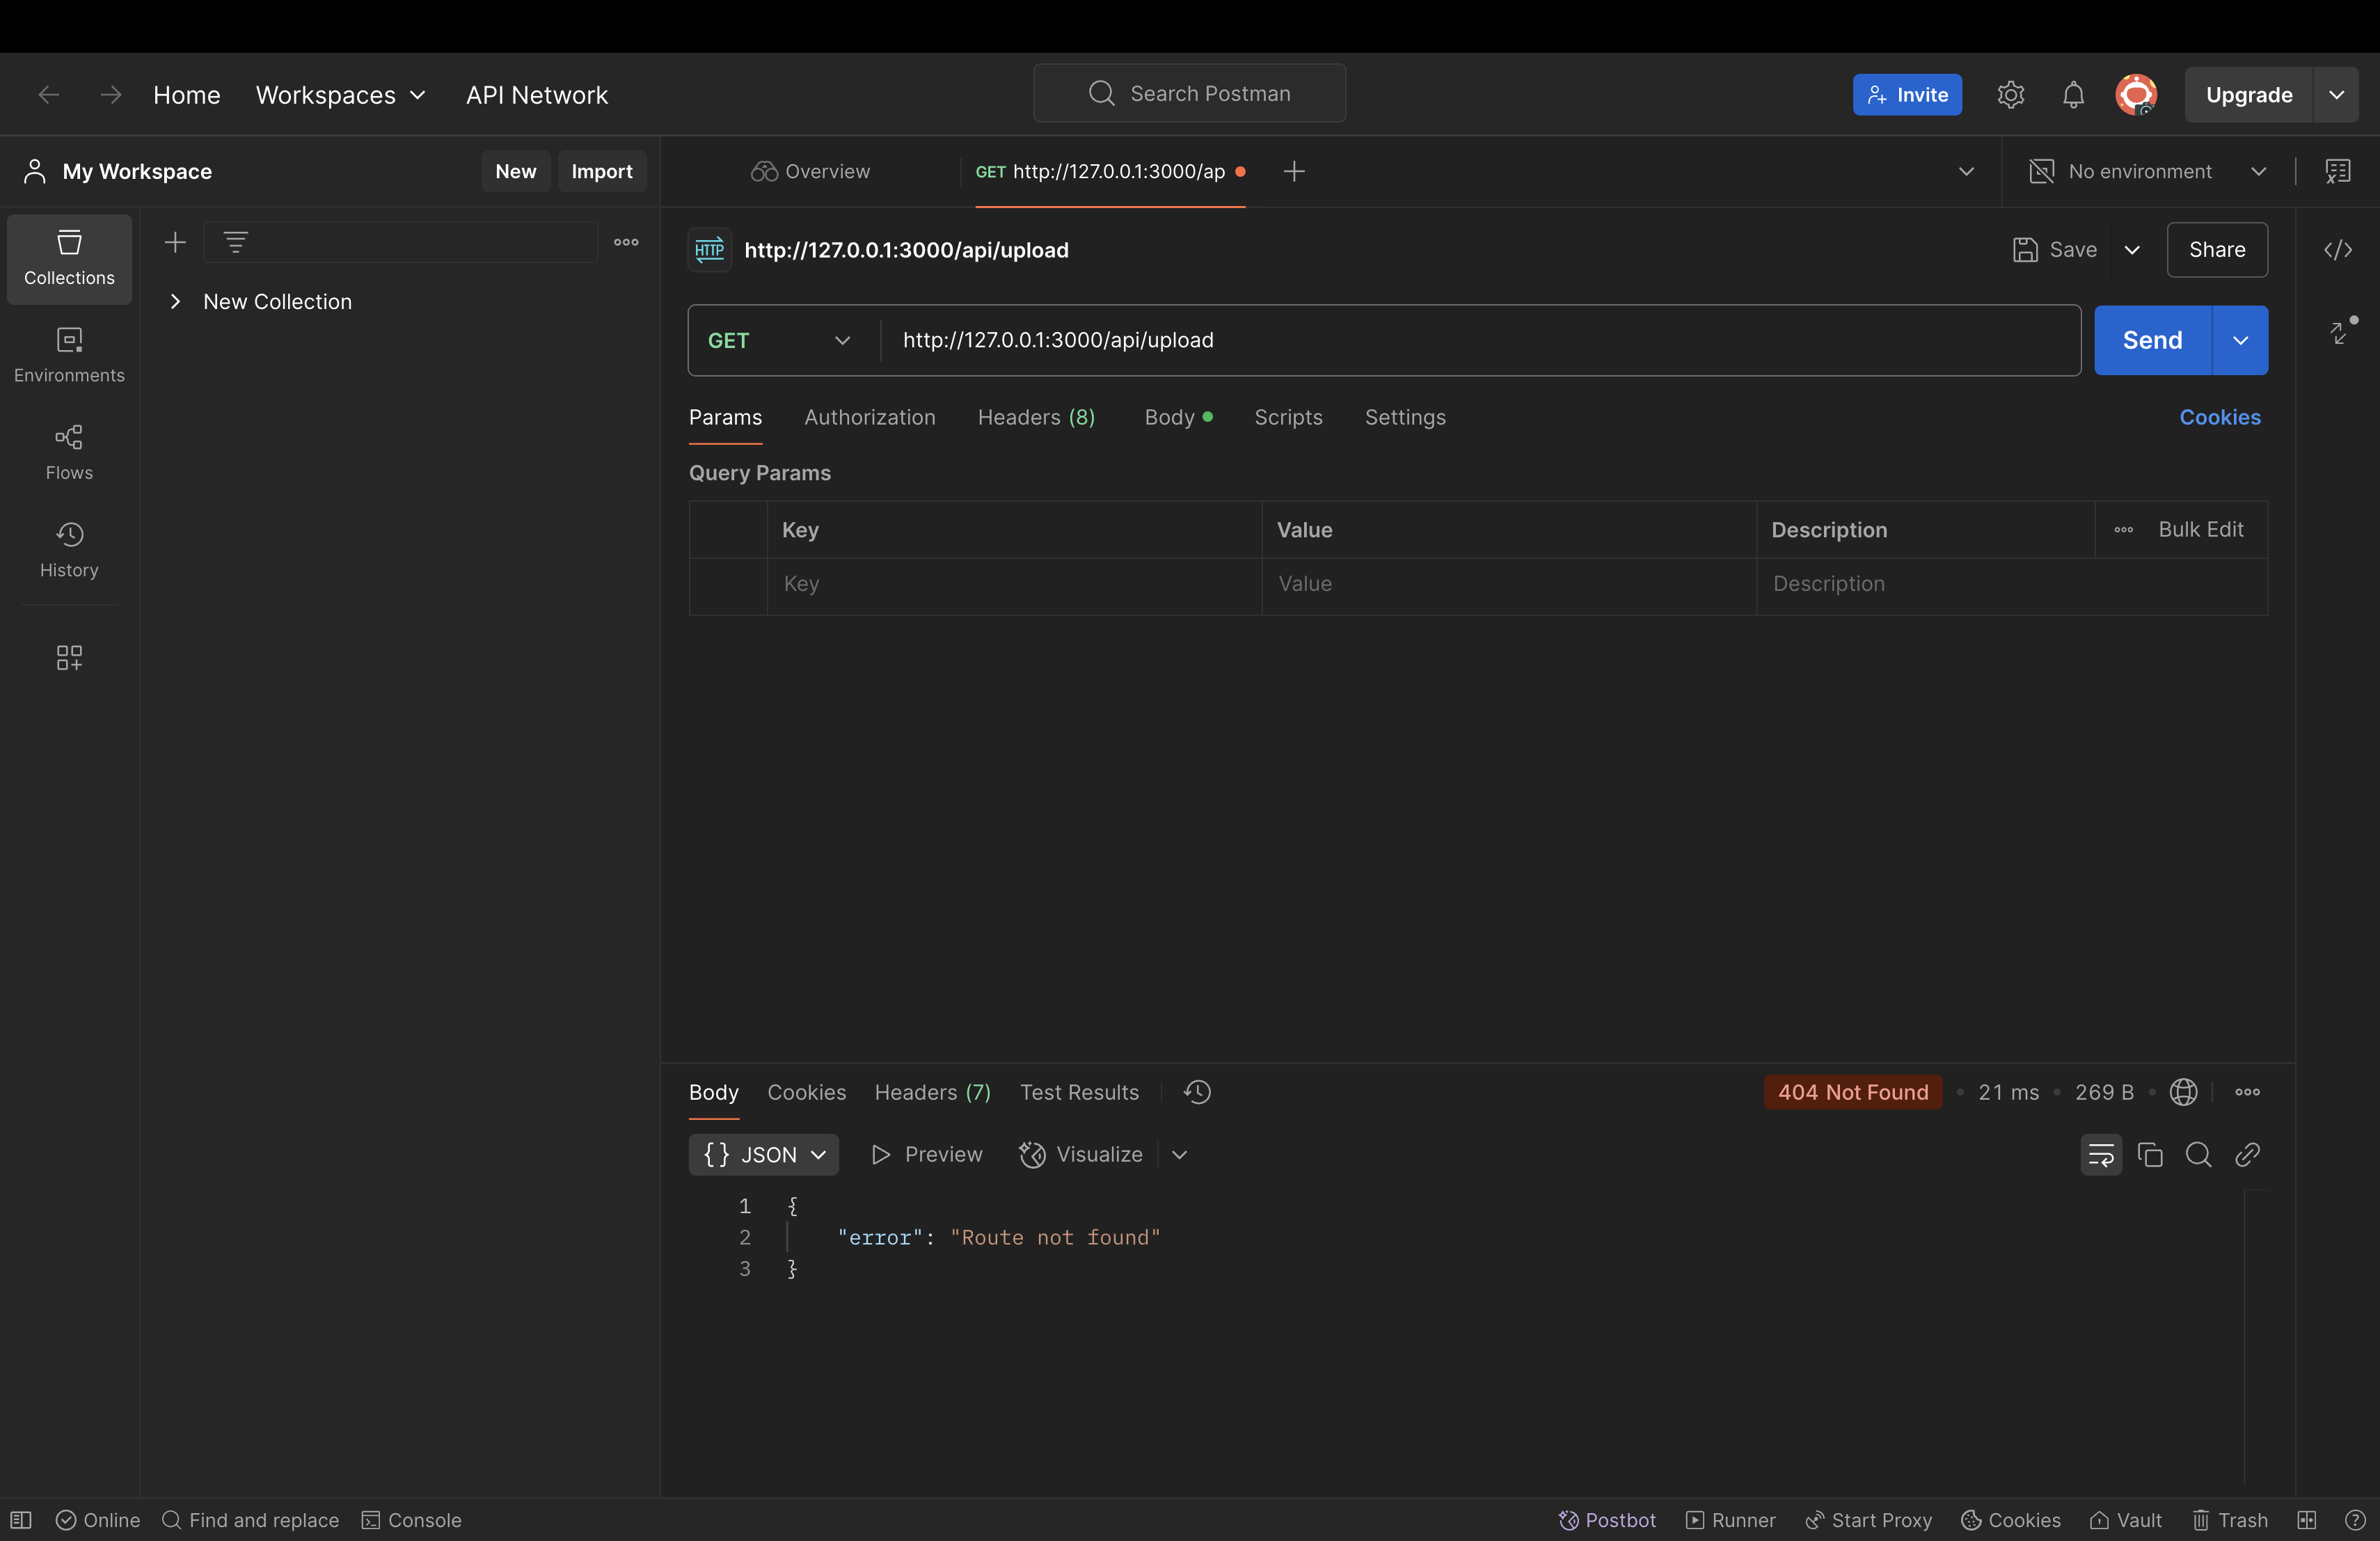 Home Workspaces API Network Search Postman Invite Upgrade
My Workspace New Import Overview GET http://127.0.0.1:3000/ap No environment
Collections
New Collection
Environments
Flows
History
HTTP http://127.0.0.1:3000/api/upload Save Share
GET http://127.0.0.1:3000/api/upload Send
Params Authorization Headers (8) Body Scripts Settings Cookies
Query Params
Key Value Description Bulk Edit
Key Value Description
Body Cookies Headers (7) Test Results 404 Not Found 21 ms 269 B
{} JSON Preview Visualize
1 {
2 "error": "Route not found"
3 }
Online Find and replace Console Postbot Runner Start Proxy Cookies Vault Trash